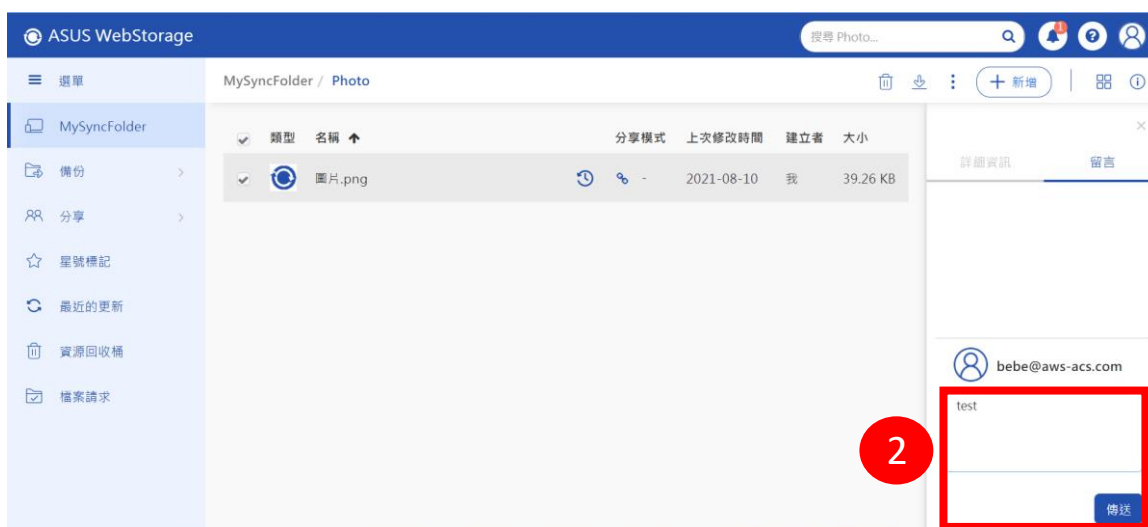 ASUS WebStorage
搜尋 Photo...
1
選單
MySyncFolder / Photo
新增
MySyncFolder
備份
分享
星號標記
最近的更新
資源回收桶
檔案請求
類型 名稱 分享模式 上次修改時間 建立者 大小
圖片.png - 2021-08-10 我 39.26 KB
詳細資訊 留言
bebe@aws-acs.com
test
2
傳送